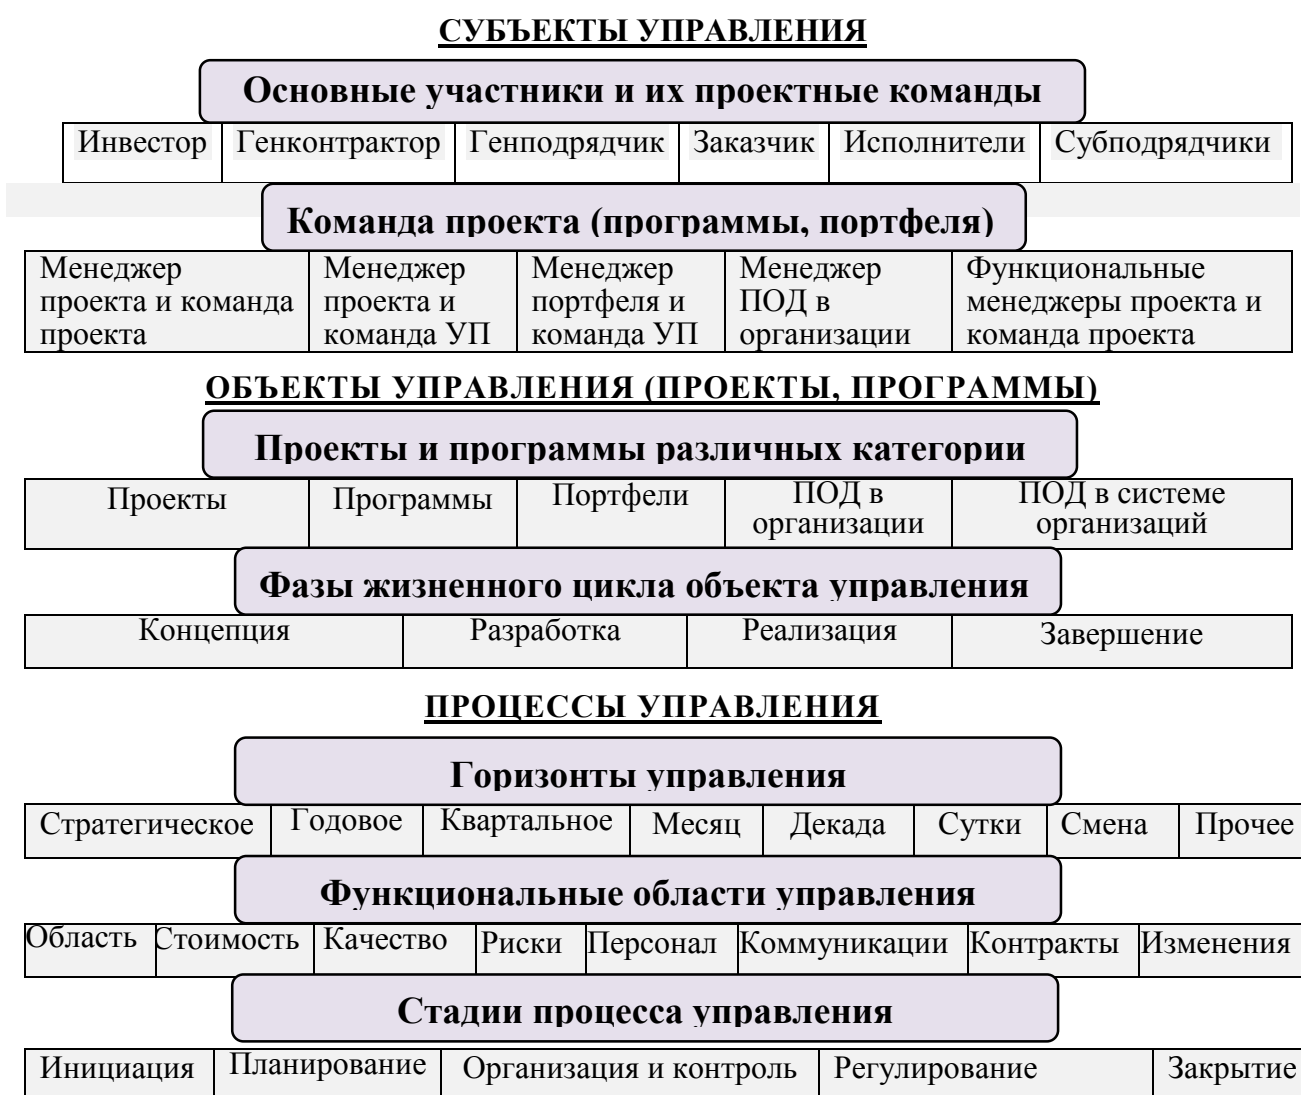 СУБЪЕКТЫ УПРАВЛЕНИЯ
Основные участники и их проектные команды
Инвестор Генконтрактор Генподрядчик Заказчик Исполнители Субподрядчики
Команда проекта (программы, портфеля)
Менеджер проекта и команда проекта
Менеджер проекта и команда УП
Менеджер портфеля и команда УП
Менеджер ПОД в организации
Функциональные менеджеры проекта и команда проекта
ОБЪЕКТЫ УПРАВЛЕНИЯ (ПРОЕКТЫ, ПРОГРАММЫ)
Проекты и программы различных категории
Проекты Программы Портфели ПОД в организации ПОД в системе организаций
Фазы жизненного цикла объекта управления
Концепция Разработка Реализация Завершение
ПРОЦЕССЫ УПРАВЛЕНИЯ
Горизонты управления
Стратегическое Годовое Квартальное Месяц Декада Сутки Смена Прочее
Функциональные области управления
Область Стоимость Качество Риски Персонал Коммуникации Контракты Изменения
Стадии процесса управления
Инициация Планирование Организация и контроль Регулирование Закрытие